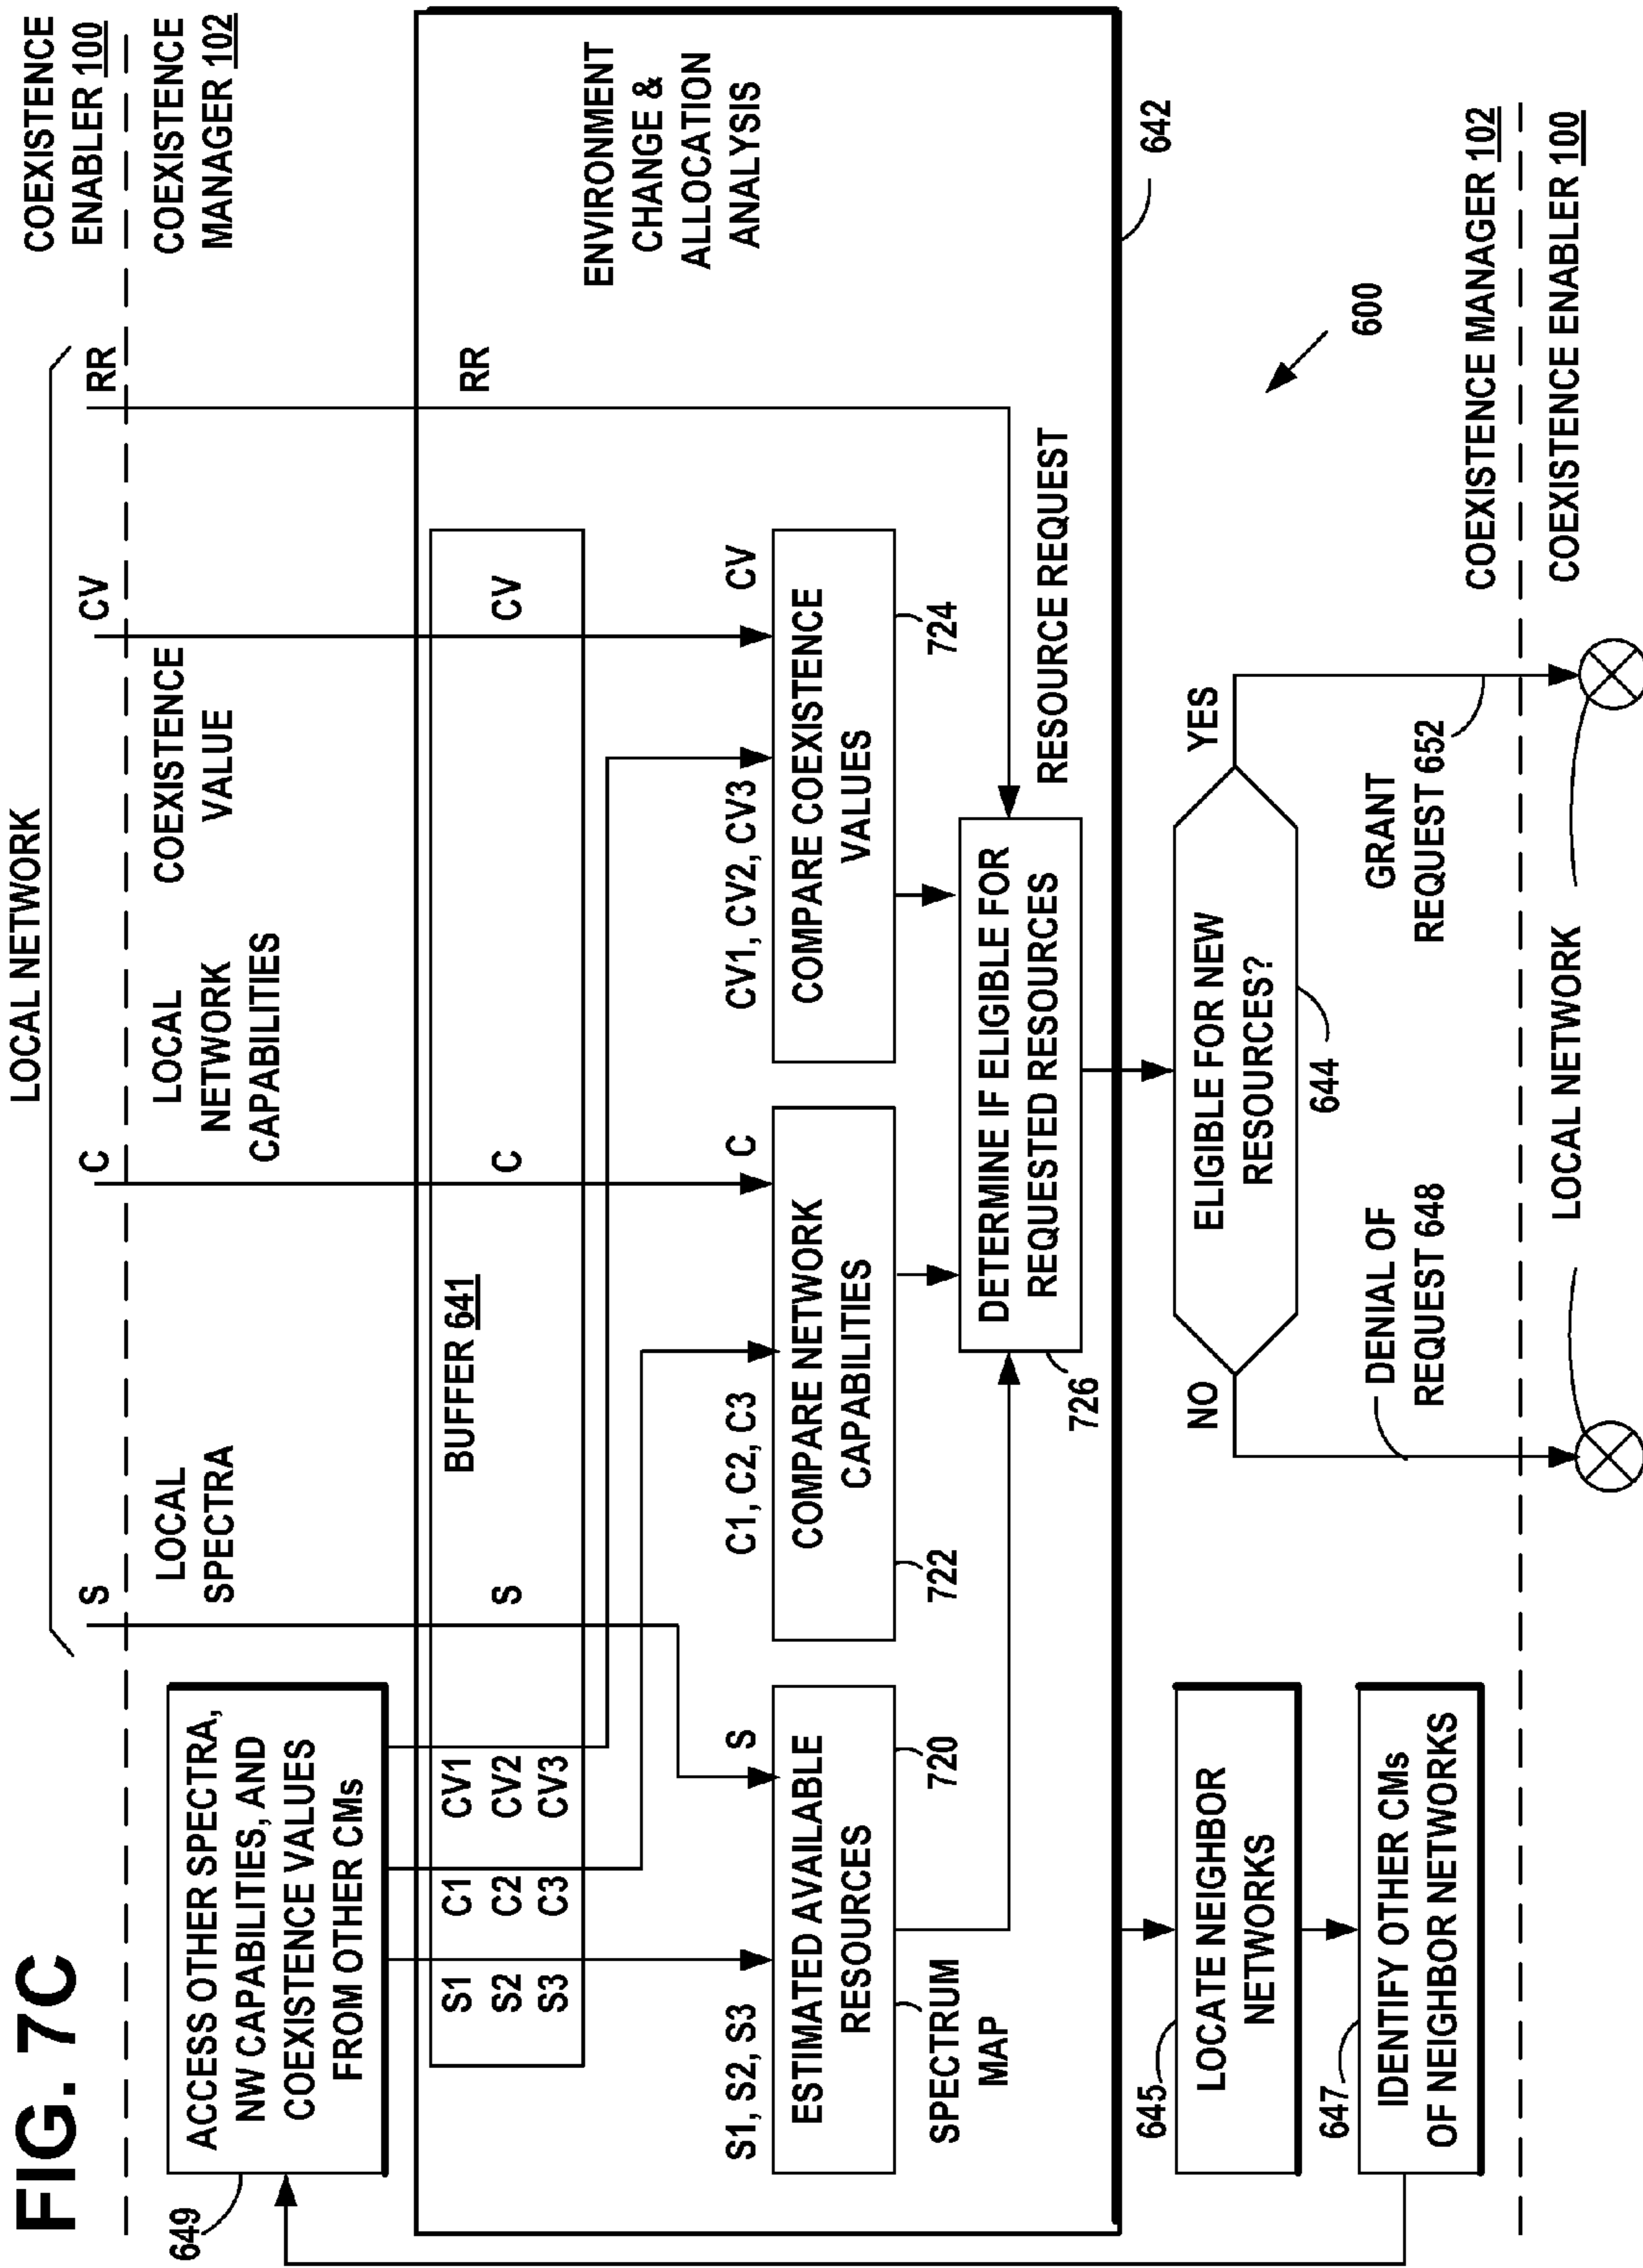 FIG. 7C
LOCAL NETWORK
COEXISTENCE
ENABLER 100
COEXISTENCE
MANAGER 102
S
C
CV
RR
LOCAL
SPECTRA
LOCAL
NETWORK
CAPABILITIES
COEXISTENCE
VALUE
649
ACCESS OTHER SPECTRA,
NW CAPABILITIES, AND
COEXISTENCE VALUES
FROM OTHER CMs
BUFFER 641
S1 C1 CV1
S2 C2 CV2 S C CV
S3 C3 CV3
RR
ENVIRONMENT
CHANGE &
ALLOCATION
ANALYSIS
S1, S2, S3
S
C1, C2, C3
C
CV1, CV2, CV3
CV
ESTIMATED AVAILABLE
RESOURCES
COMPARE NETWORK
CAPABILITIES
COMPARE COEXISTENCE
VALUES
SPECTRUM
MAP
720
722
724
DETERMINE IF ELIGIBLE FOR
REQUESTED RESOURCES
726
RESOURCE REQUEST
642
645
LOCATE NEIGHBOR
NETWORKS
NO
ELIGIBLE FOR NEW
RESOURCES?
YES
644
600
647
IDENTIFY OTHER CMs
OF NEIGHBOR NETWORKS
DENIAL OF
REQUEST 648
GRANT
REQUEST 652
COEXISTENCE MANAGER 102
COEXISTENCE ENABLER 100
LOCAL NETWORK